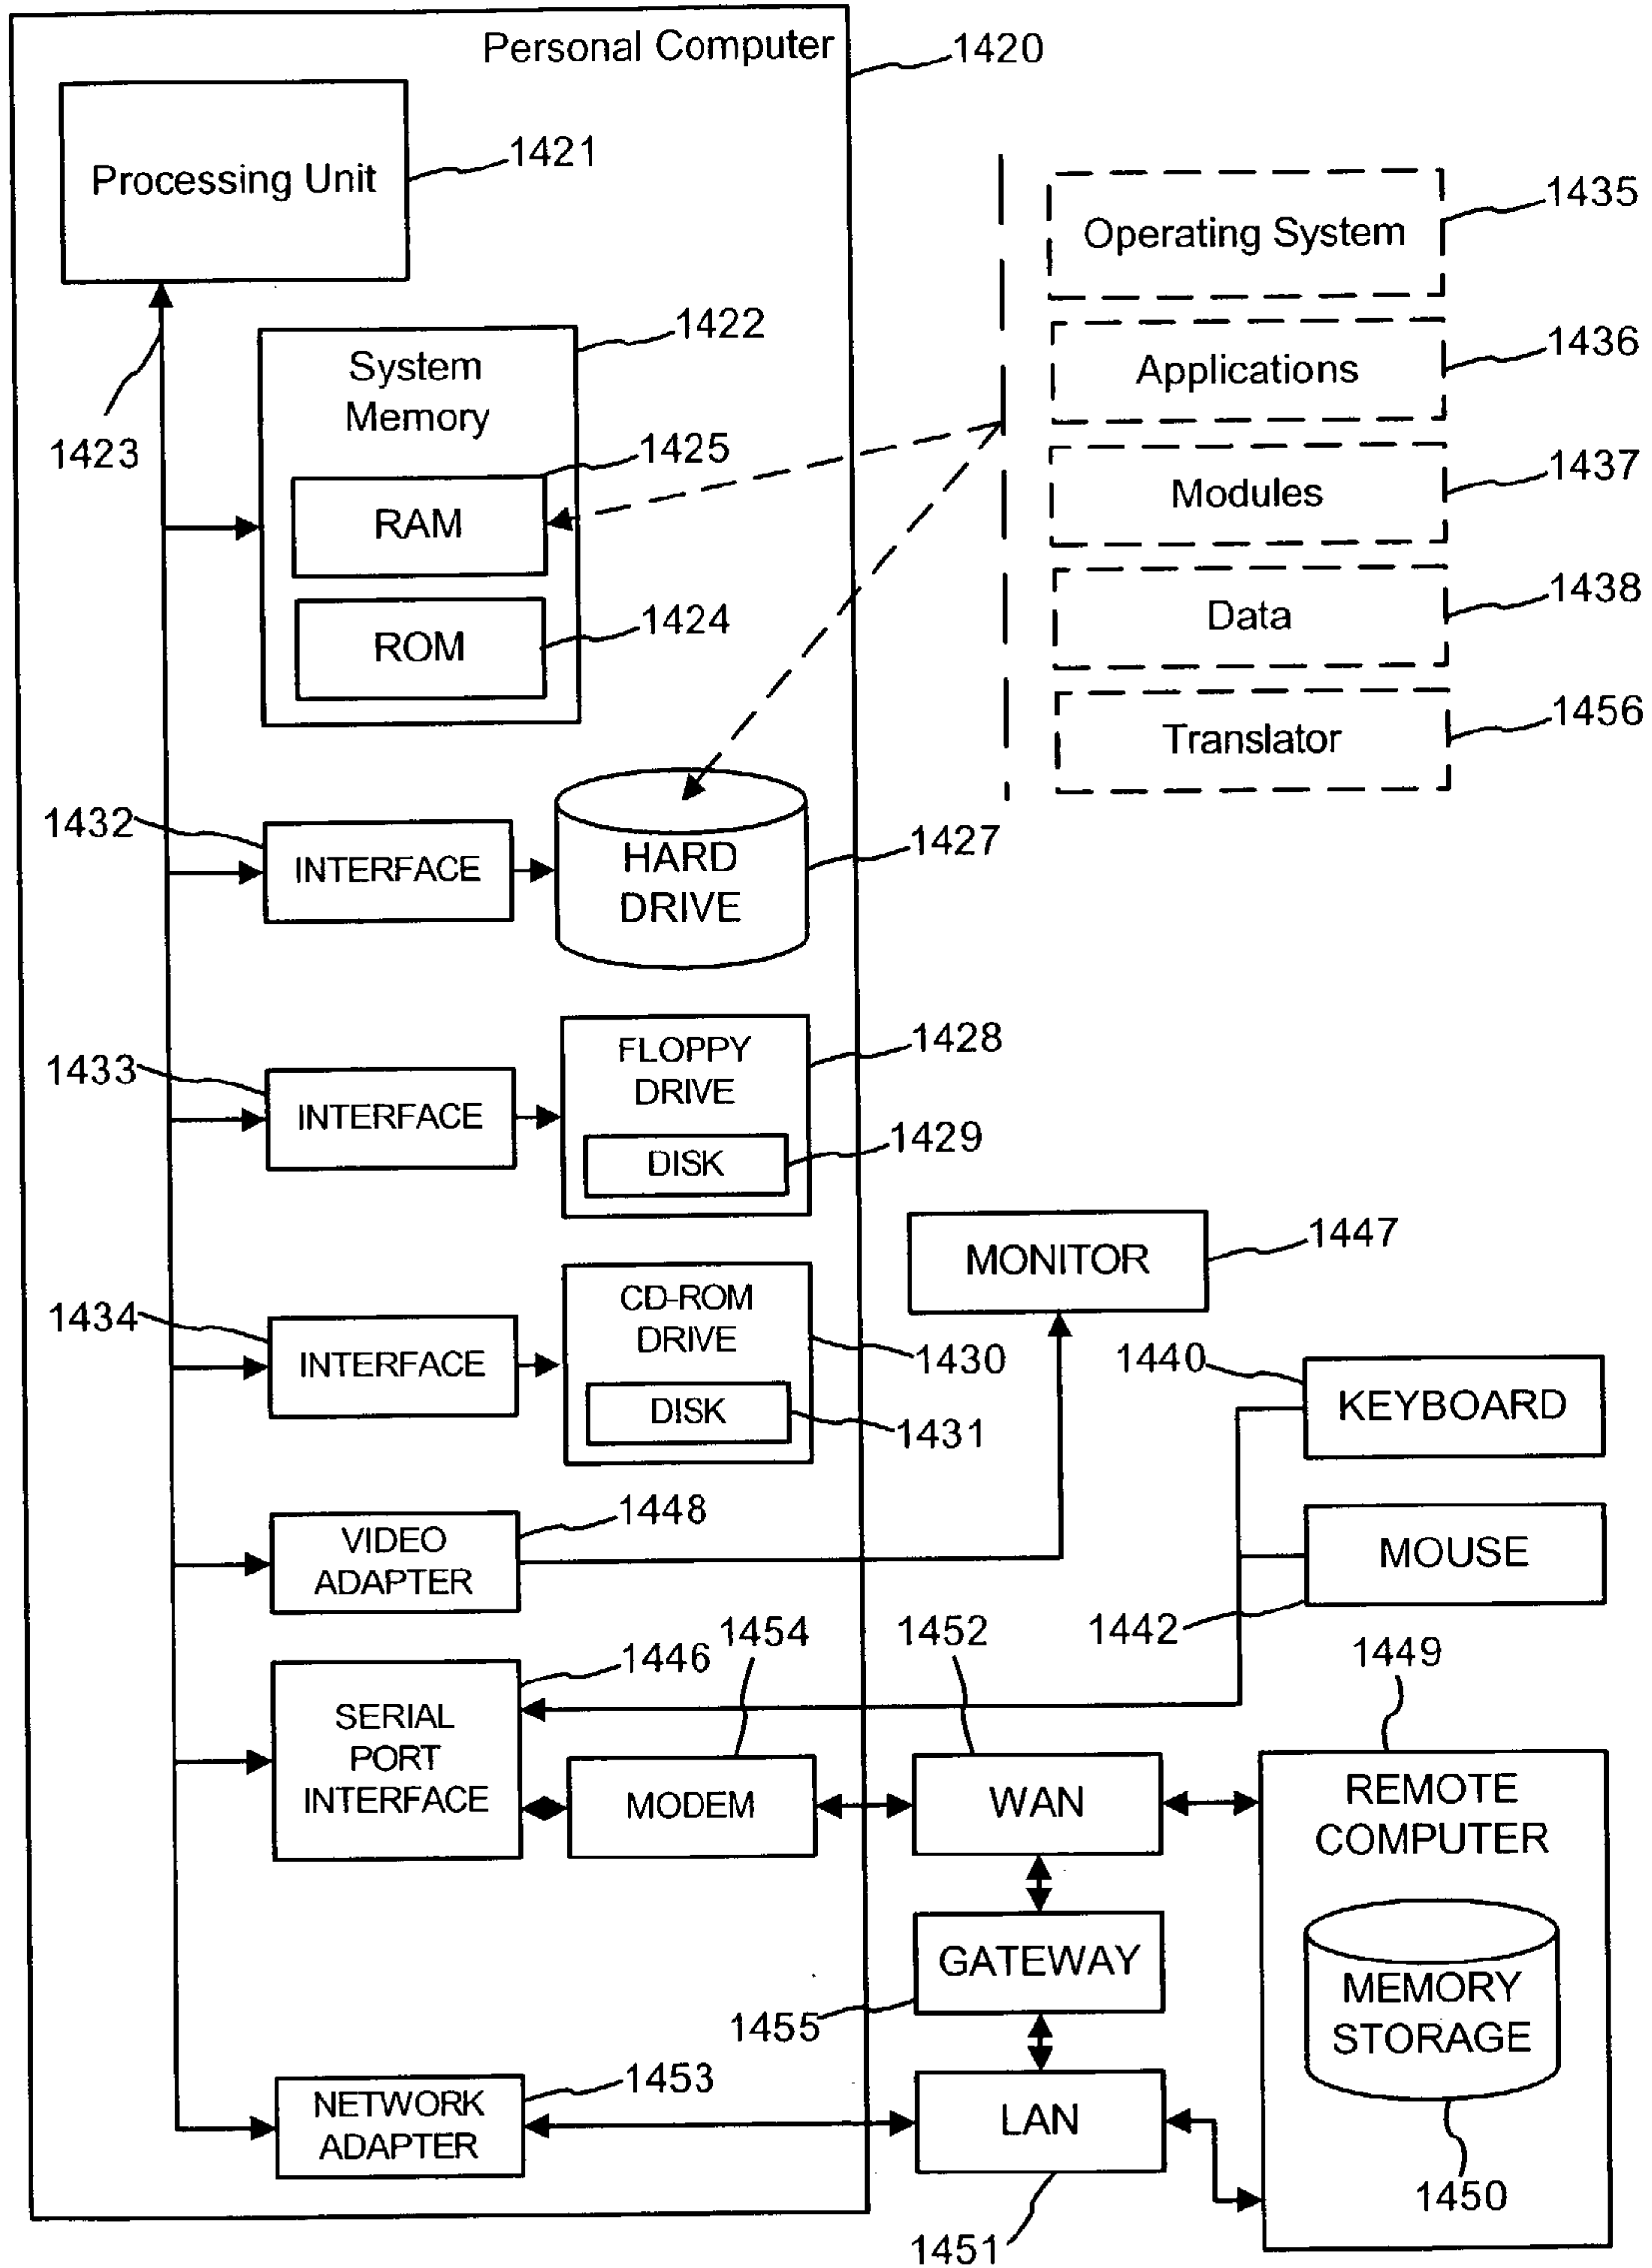 Personal Computer
1420
Processing Unit
1421
1423
System
Memory
1422
RAM
1425
ROM
1424
Operating System
1435
Applications
1436
Modules
1437
Data
1438
Translator
1456
1432
INTERFACE
HARD
DRIVE
1427
1433
INTERFACE
FLOPPY
DRIVE
1428
DISK
1429
1434
INTERFACE
CD-ROM
DRIVE
1430
DISK
1431
MONITOR
1447
1440
KEYBOARD
MOUSE
1442
VIDEO
ADAPTER
1448
SERIAL
PORT
INTERFACE
1446
MODEM
1454
WAN
1452
REMOTE
COMPUTER
1449
MEMORY
STORAGE
1450
GATEWAY
1455
NETWORK
ADAPTER
1453
LAN
1451